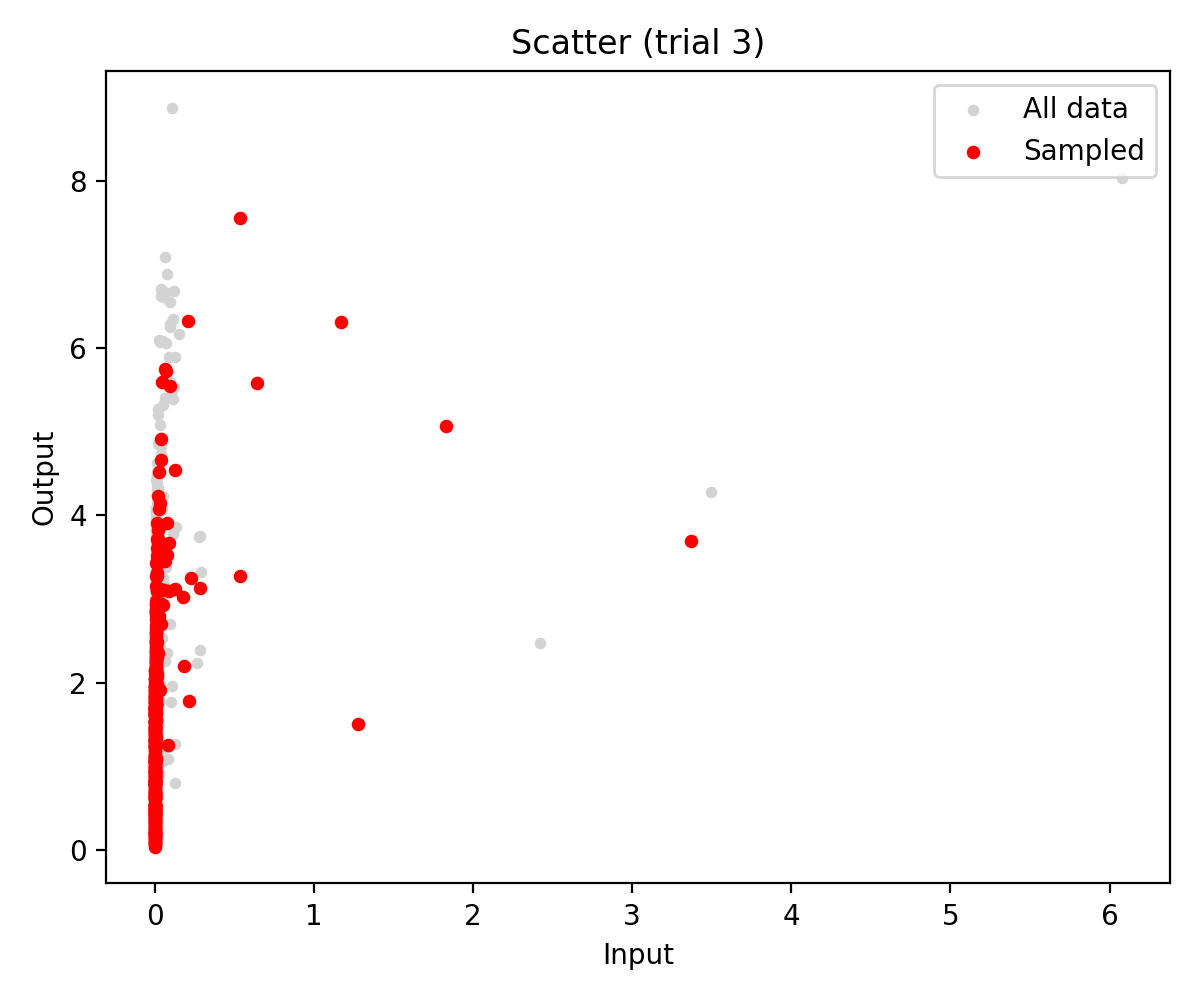 Scatter (trial 3)
All data
Sampled
8
6
4
2
0
Output
0 1 2 3 4 5 6
Input